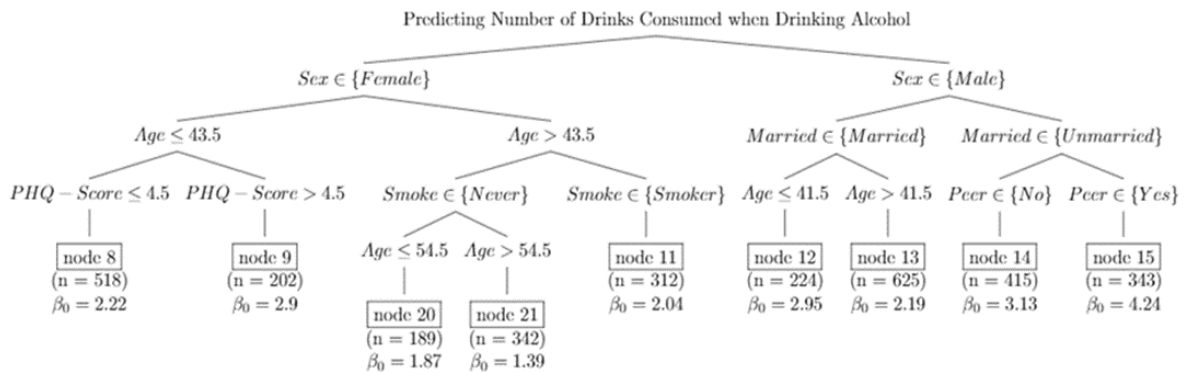 Predicting Number of Drinks Consumed when Drinking Alcohol
Sex ∈ {Female} Sex ∈ {Male}
Age ≤ 43.5 Age > 43.5 Married ∈ {Married} Married ∈ {Unmarried}
PHQ − Score ≤ 4.5 PHQ − Score > 4.5 Smoke ∈ {Never} Smoke ∈ {Smoker} Age ≤ 41.5 Age > 41.5 Peer ∈ {No} Peer ∈ {Yes}
node 8 node 9 Age ≤ 54.5 Age > 54.5 node 11 node 12 node 13 node 14 node 15
(n = 518) (n = 202) (n = 312) (n = 224) (n = 625) (n = 415) (n = 343)
β₀ = 2.22 β₀ = 2.9 β₀ = 2.04 β₀ = 2.95 β₀ = 2.19 β₀ = 3.13 β₀ = 4.24
node 20 node 21
(n = 189) (n = 342)
β₀ = 1.87 β₀ = 1.39